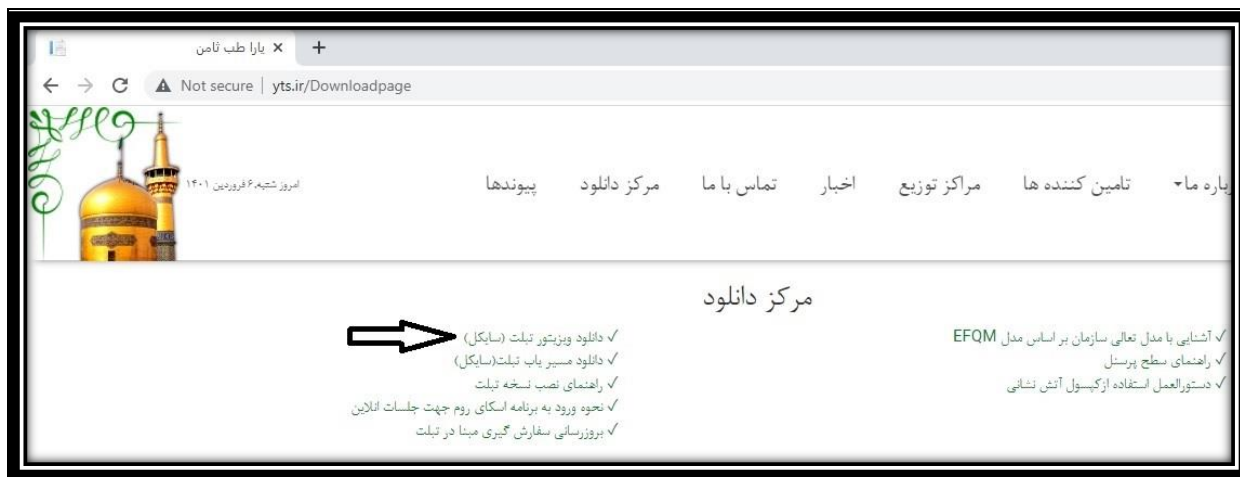 یارا طب ثامن
Not secure | yts.ir/Downloadpage
باره ما تامین کننده ها مراکز توزیع اخبار تماس با ما مرکز دانلود پیوندها
امروز شنبه,۶ فروردین ۱۴۰۱
مرکز دانلود
✓ آشنایی با مدل تعالی سازمان بر اساس مدل EFQM
✓ راهنمای سطح پرسنل
✓ دستورالعمل استفاده ازکپسول آتش نشانی
✓ دانلود ویزیتور تبلت (سایکل)
✓ دانلود مسیر یاب تبلت(سایکل)
✓ راهنمای نصب نسخه تبلت
✓ نحوه ورود به برنامه اسکای روم جهت جلسات انلاین
✓ بروزرسانی سفارش گیری مبنا در تبلت